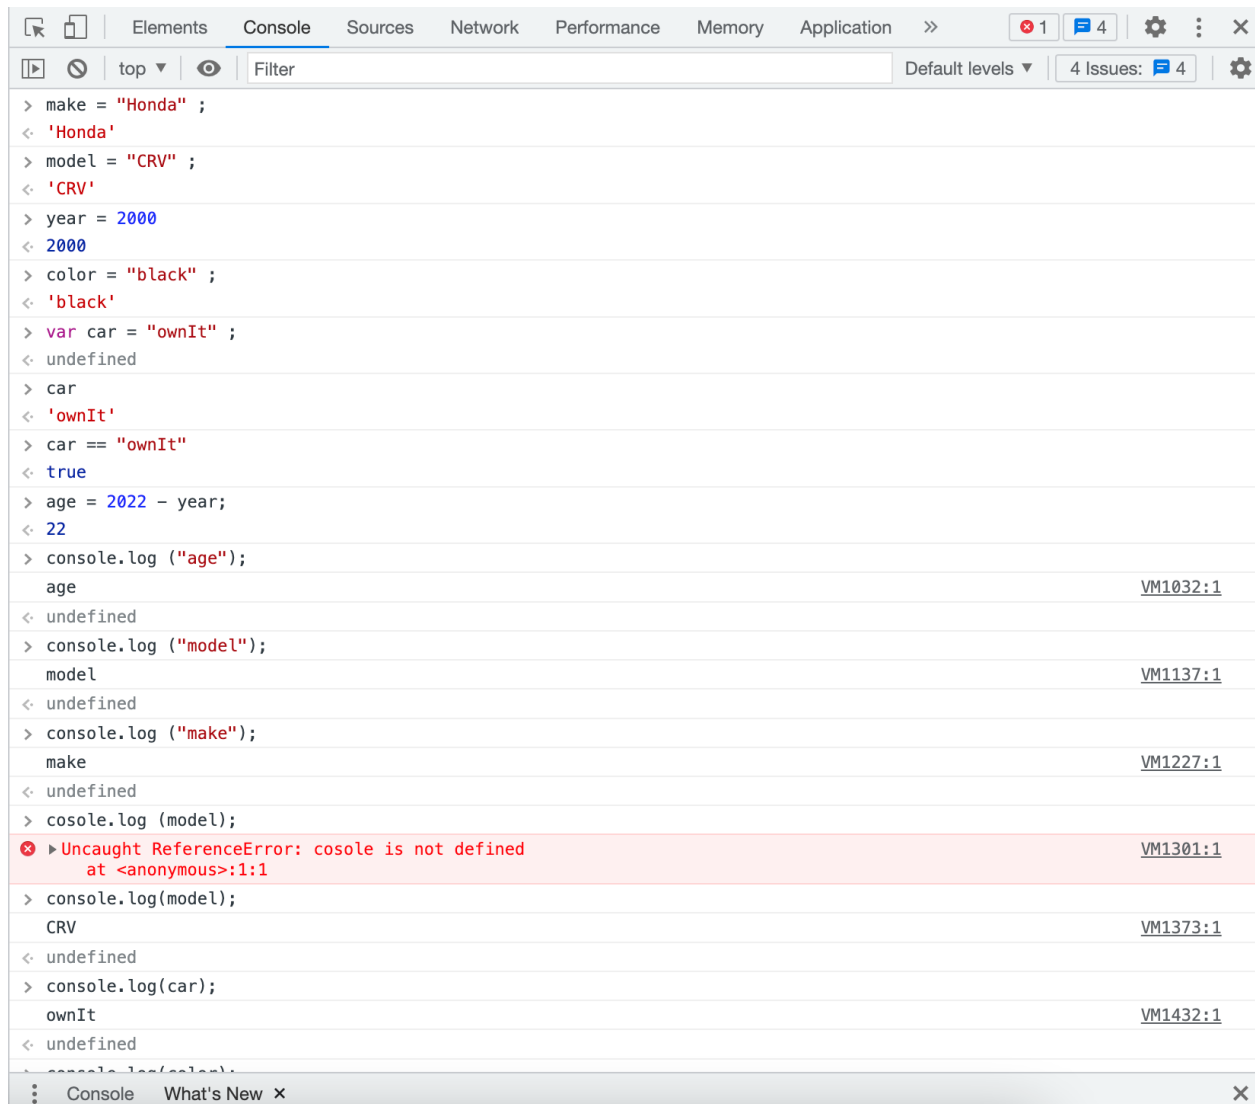 Elements Console Sources Network Performance Memory Application » 1 4
top ▼ Filter Default levels ▼ 4 Issues: 4
> make = "Honda" ;
'Honda'
> model = "CRV" ;
'CRV'
> year = 2000
2000
> color = "black" ;
'black'
> var car = "ownIt" ;
undefined
> car
'ownIt'
> car == "ownIt"
true
> age = 2022 – year;
22
> console.log ("age");
age VM1032:1
undefined
> console.log ("model");
model VM1137:1
undefined
> console.log ("make");
make VM1227:1
undefined
> cosole.log (model);
Uncaught ReferenceError: cosole is not defined VM1301:1
at <anonymous>:1:1
> console.log(model);
CRV VM1373:1
undefined
> console.log(car);
ownIt VM1432:1
undefined
> console.log(color);
Console What's New ×